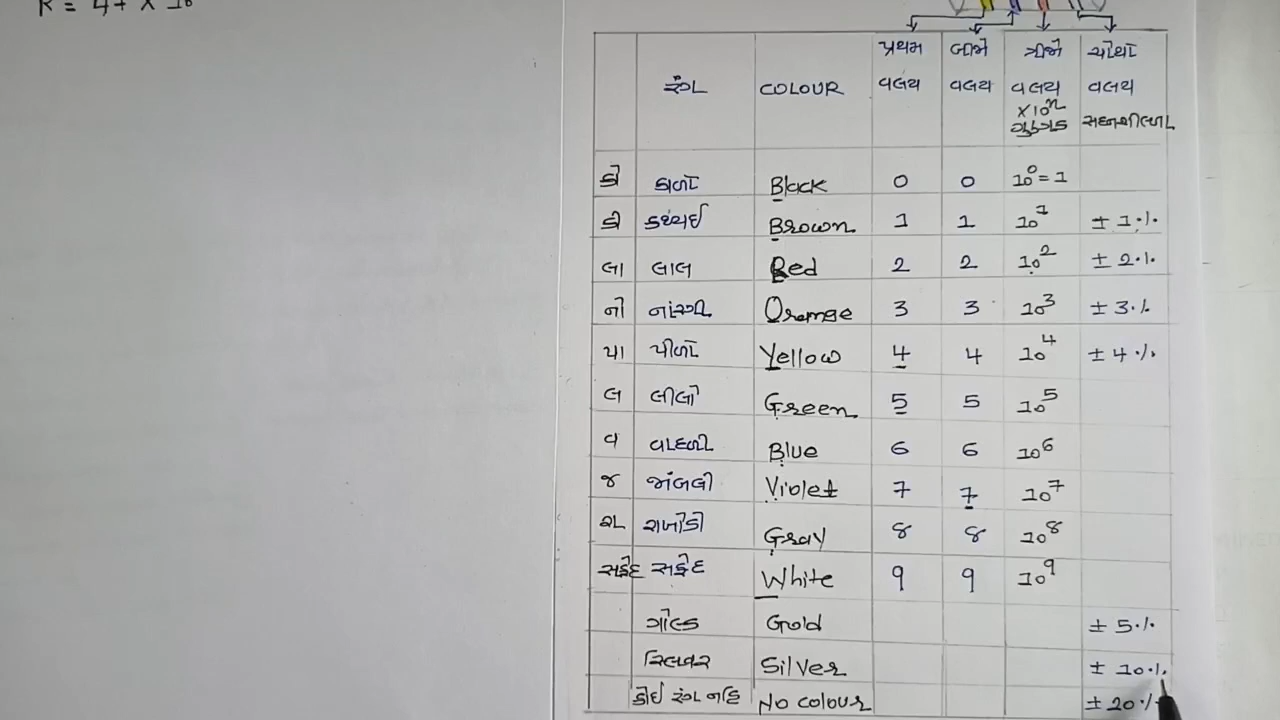 R = 47 × 10
પ્રથમ બીજો ત્રીજો ચોથો
રંગ COLOUR વલય વલય વલય વલય
×10ⁿ
ગુણાંક
કા કાળો Black 0 0 10⁰=1
ક કથ્થઈ Brown 1 1 10¹ ± 1%
લા લાલ Red 2 2 10² ± 2%
ની નારંગી Orange 3 3 10³ ± 3%
પા પીળો Yellow 4 4 10⁴ ± 4%
લ લીલો Green 5 5 10⁵
વ વાદળી Blue 6 6 10⁶
જ જાંબલી Violet 7 7 10⁷
રા રાખોડી Gray 8 8 10⁸
સફેદ સફેદ White 9 9 10⁹
ગોલ્ડ Gold ± 5%
સિલ્વર Silver ± 10%
કોઈ રંગ નહિ No colour ± 20%